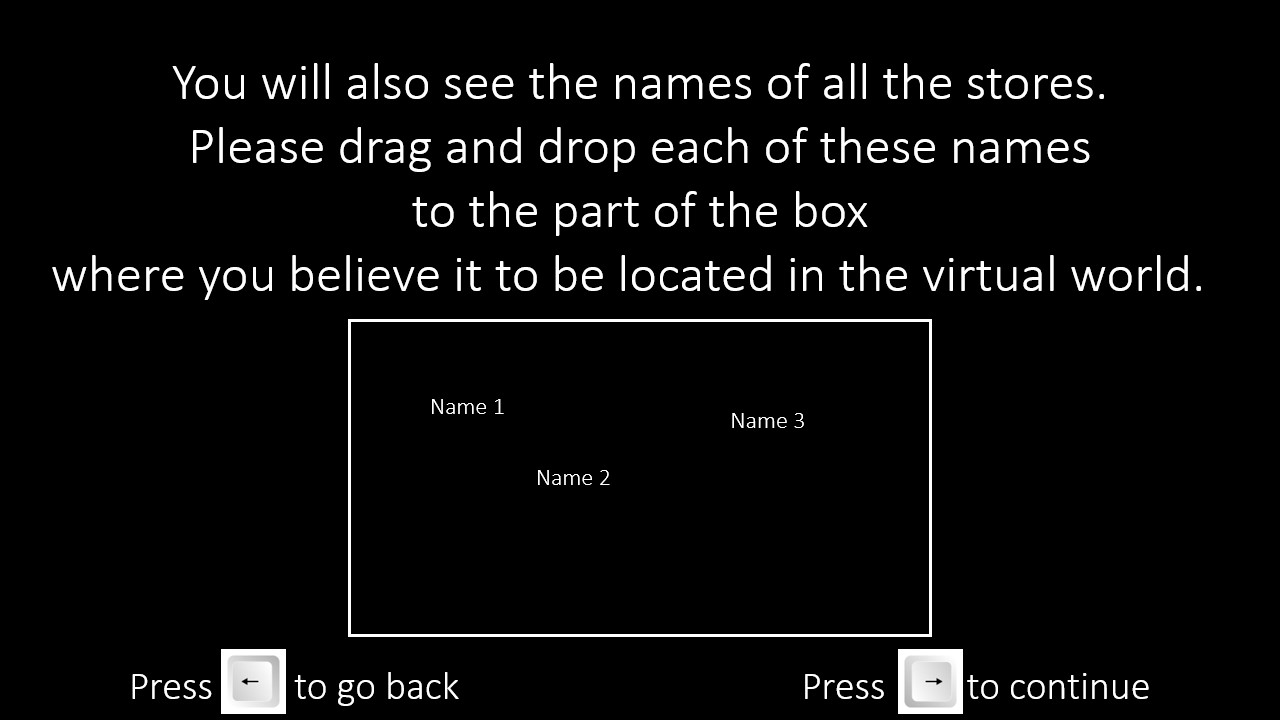 You will also see the names of all the stores.
Please drag and drop each of these names
to the part of the box
where you believe it to be located in the virtual world.
Name 1
Name 3
Name 2
Press ← to go back
Press → to continue